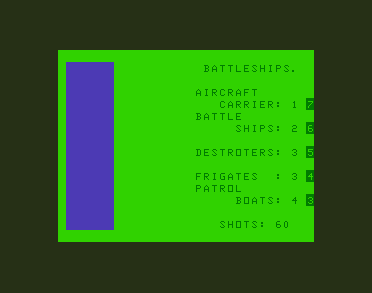 BATTLESHIPS.
AIRCRAFT
CARRIER: 1 7
BATTLE
SHIPS: 2 6
DESTROTERS: 3 5
FRIGATES : 3 4
PATROL
BOATS: 4 3
SHOTS: 60